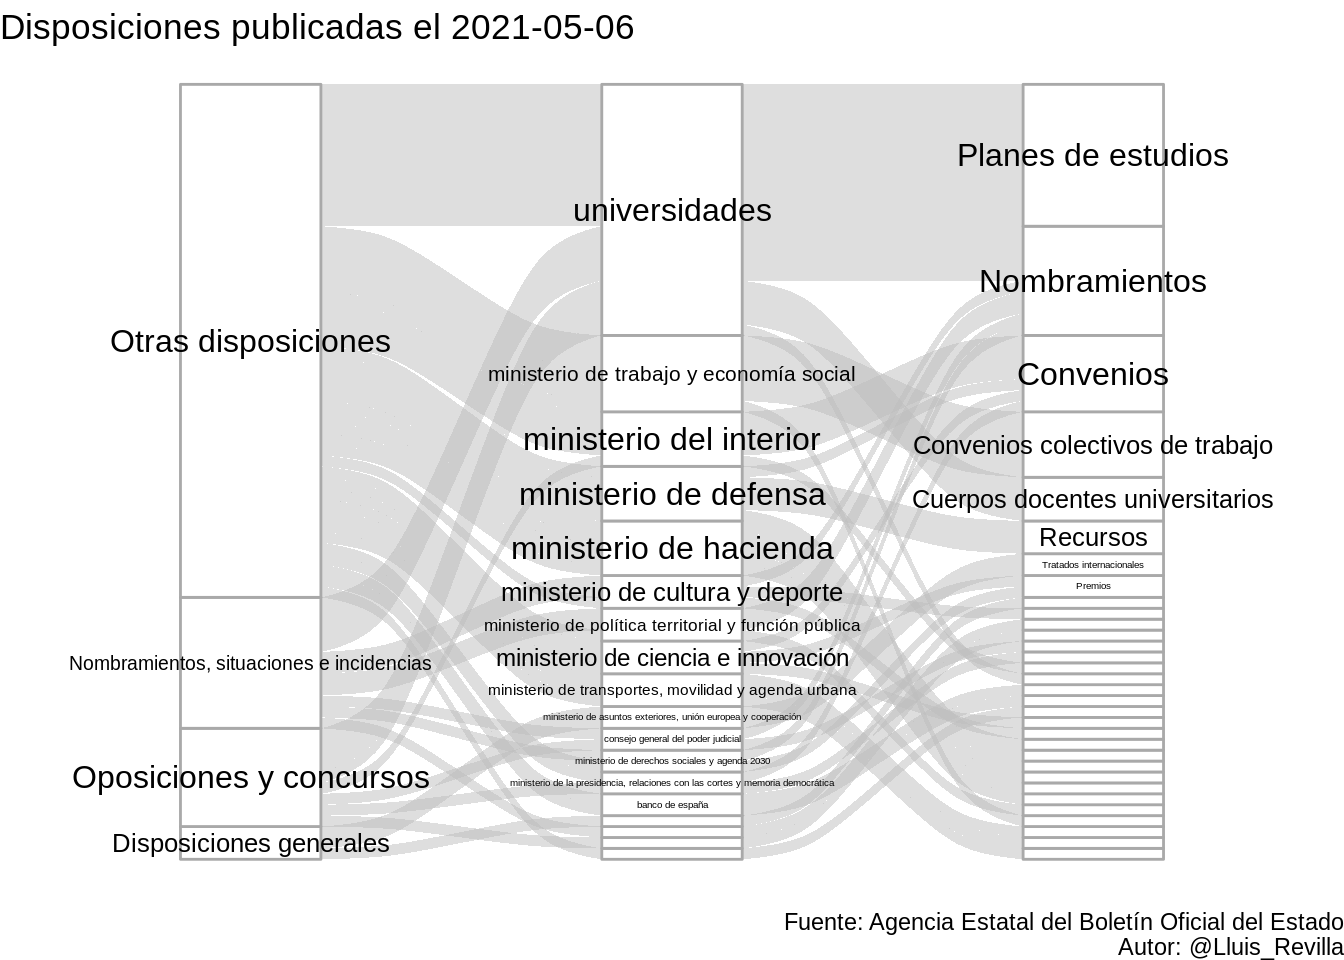 Disposiciones publicadas el 2021-05-06
Otras disposiciones
Nombramientos, situaciones e incidencias
Oposiciones y concursos
Disposiciones generales
universidades
ministerio de trabajo y economía social
ministerio del interior
ministerio de defensa
ministerio de hacienda
ministerio de cultura y deporte
ministerio de política territorial y función pública
ministerio de ciencia e innovación
ministerio de transportes, movilidad y agenda urbana
ministerio de asuntos exteriores, unión europea y cooperación
consejo general del poder judicial
ministerio de derechos sociales y agenda 2030
ministerio de la presidencia, relaciones con las cortes y memoria democrática
banco de españa
Planes de estudios
Nombramientos
Convenios
Convenios colectivos de trabajo
Cuerpos docentes universitarios
Recursos
Tratados internacionales
Premios
Fuente: Agencia Estatal del Boletín Oficial del Estado
Autor: @Lluis_Revilla